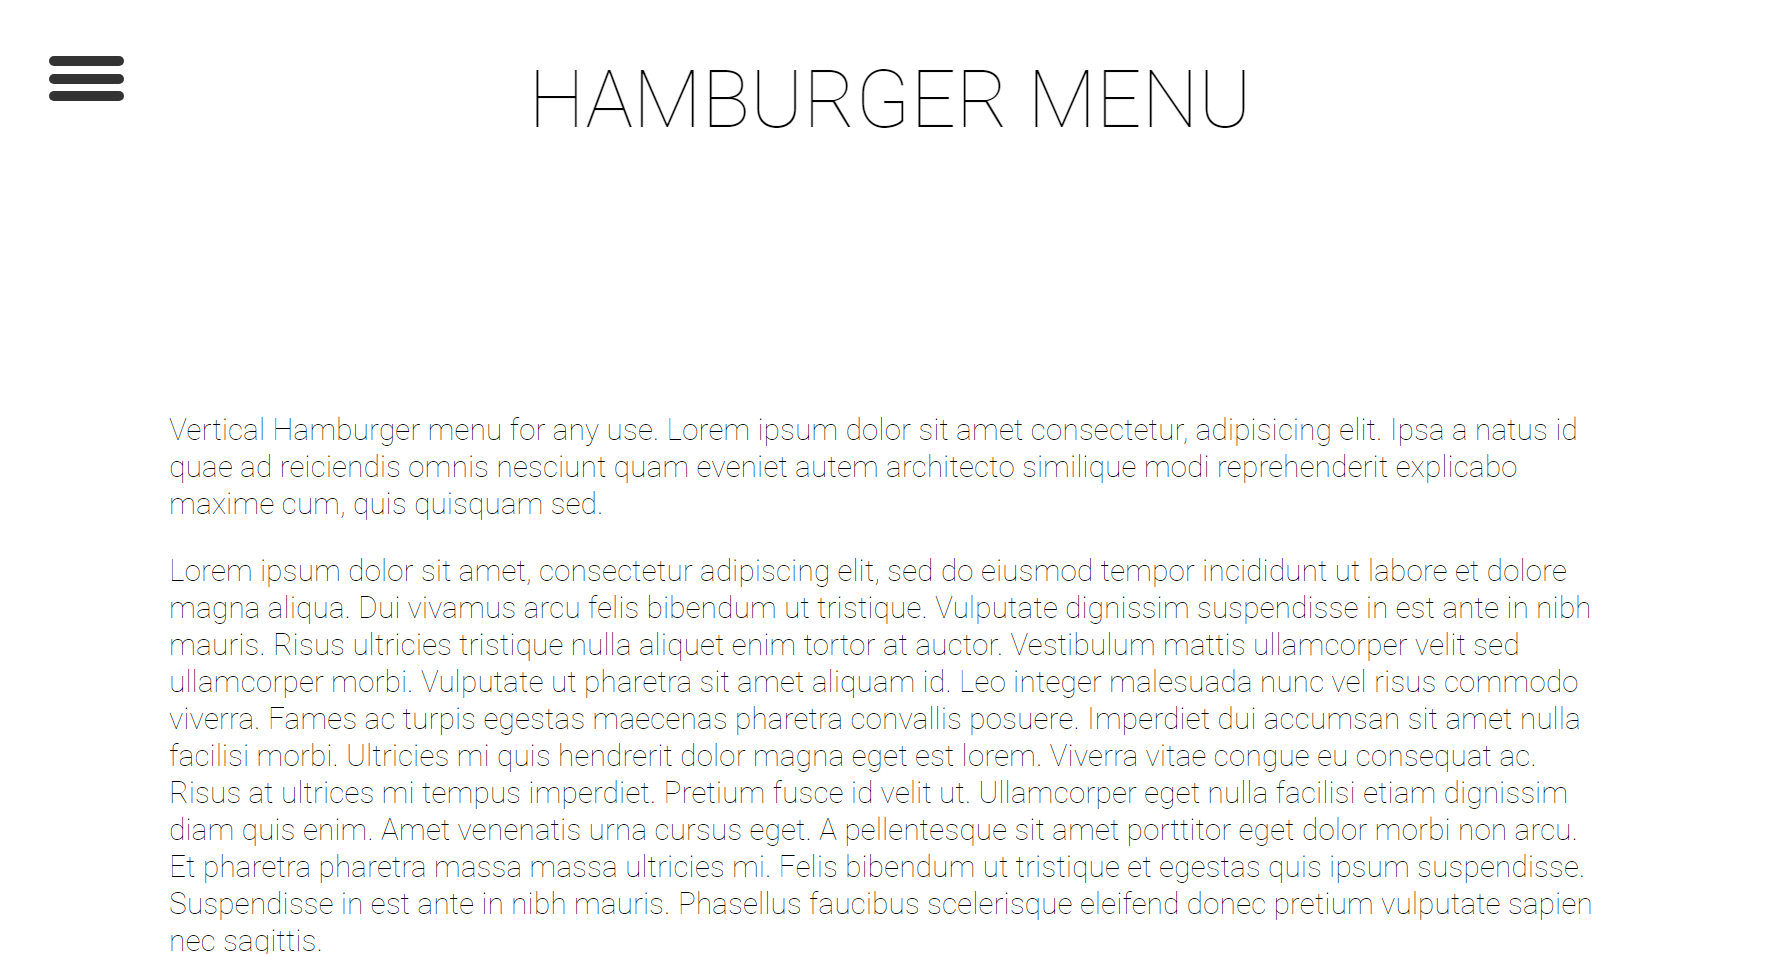 HAMBURGER MENU
Vertical Hamburger menu for any use. Lorem ipsum dolor sit amet consectetur, adipisicing elit. Ipsa a natus id
quae ad reiciendis omnis nesciunt quam eveniet autem architecto similique modi reprehenderit explicabo
maxime cum, quis quisquam sed.
Lorem ipsum dolor sit amet, consectetur adipiscing elit, sed do eiusmod tempor incididunt ut labore et dolore
magna aliqua. Dui vivamus arcu felis bibendum ut tristique. Vulputate dignissim suspendisse in est ante in nibh
mauris. Risus ultricies tristique nulla aliquet enim tortor at auctor. Vestibulum mattis ullamcorper velit sed
ullamcorper morbi. Vulputate ut pharetra sit amet aliquam id. Leo integer malesuada nunc vel risus commodo
viverra. Fames ac turpis egestas maecenas pharetra convallis posuere. Imperdiet dui accumsan sit amet nulla
facilisi morbi. Ultricies mi quis hendrerit dolor magna eget est lorem. Viverra vitae congue eu consequat ac.
Risus at ultrices mi tempus imperdiet. Pretium fusce id velit ut. Ullamcorper eget nulla facilisi etiam dignissim
diam quis enim. Amet venenatis urna cursus eget. A pellentesque sit amet porttitor eget dolor morbi non arcu.
Et pharetra pharetra massa massa ultricies mi. Felis bibendum ut tristique et egestas quis ipsum suspendisse.
Suspendisse in est ante in nibh mauris. Phasellus faucibus scelerisque eleifend donec pretium vulputate sapien
nec sagittis.